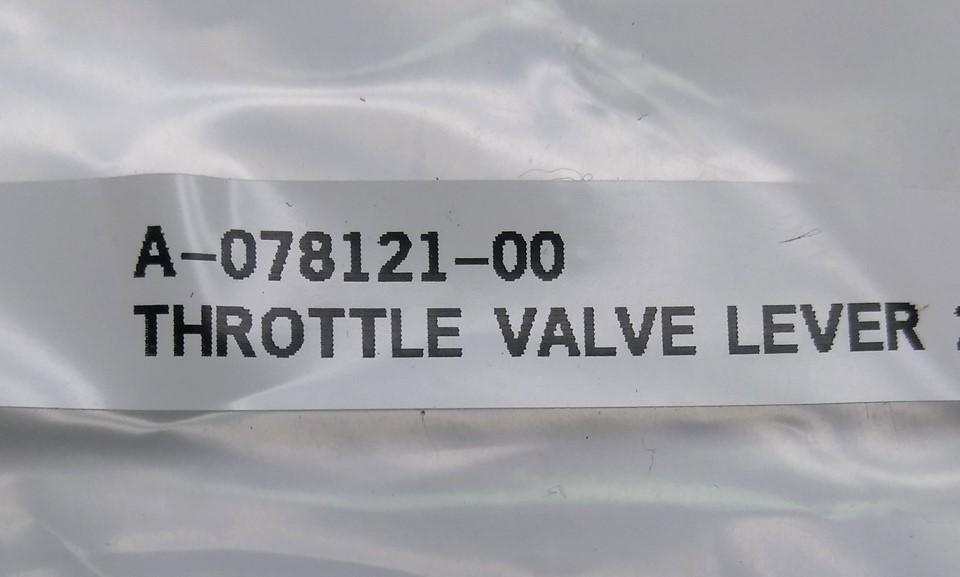 A-078121-00
THROTTLE VALVE LEVER